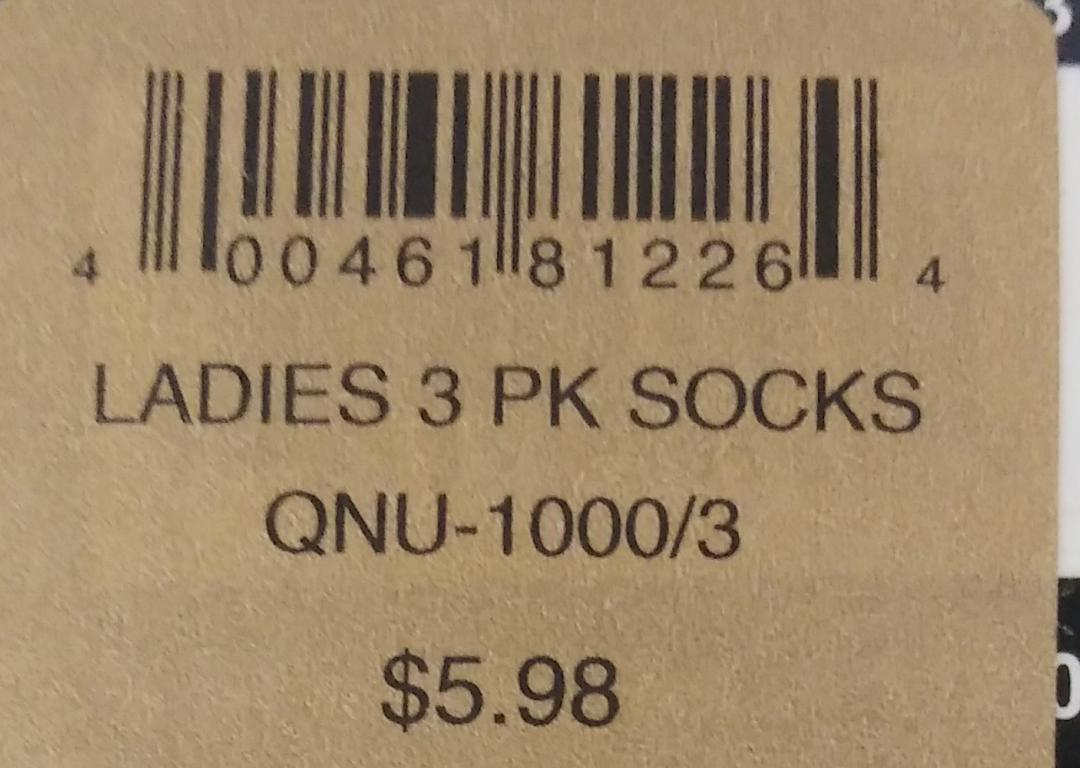 4 00461 81226 4
LADIES 3 PK SOCKS
QNU-1000/3
$5.98